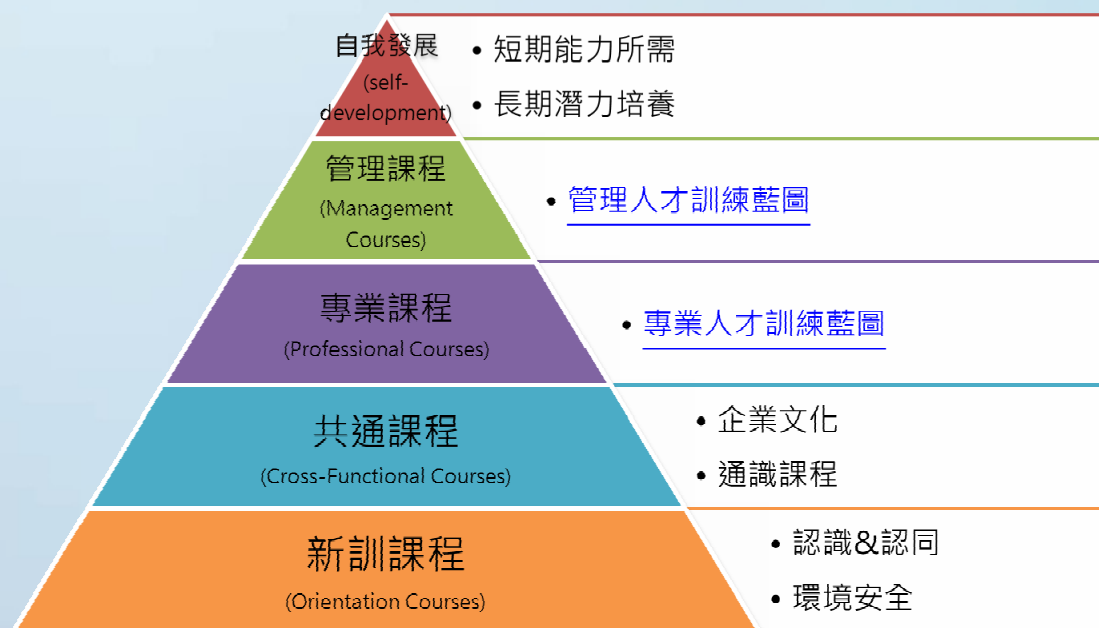 自我發展
(self-
development)
• 短期能力所需
• 長期潛力培養
管理課程
(Management
Courses)
• 管理人才訓練藍圖
專業課程
(Professional Courses)
• 專業人才訓練藍圖
共通課程
(Cross-Functional Courses)
• 企業文化
• 通識課程
新訓課程
(Orientation Courses)
• 認識&認同
• 環境安全